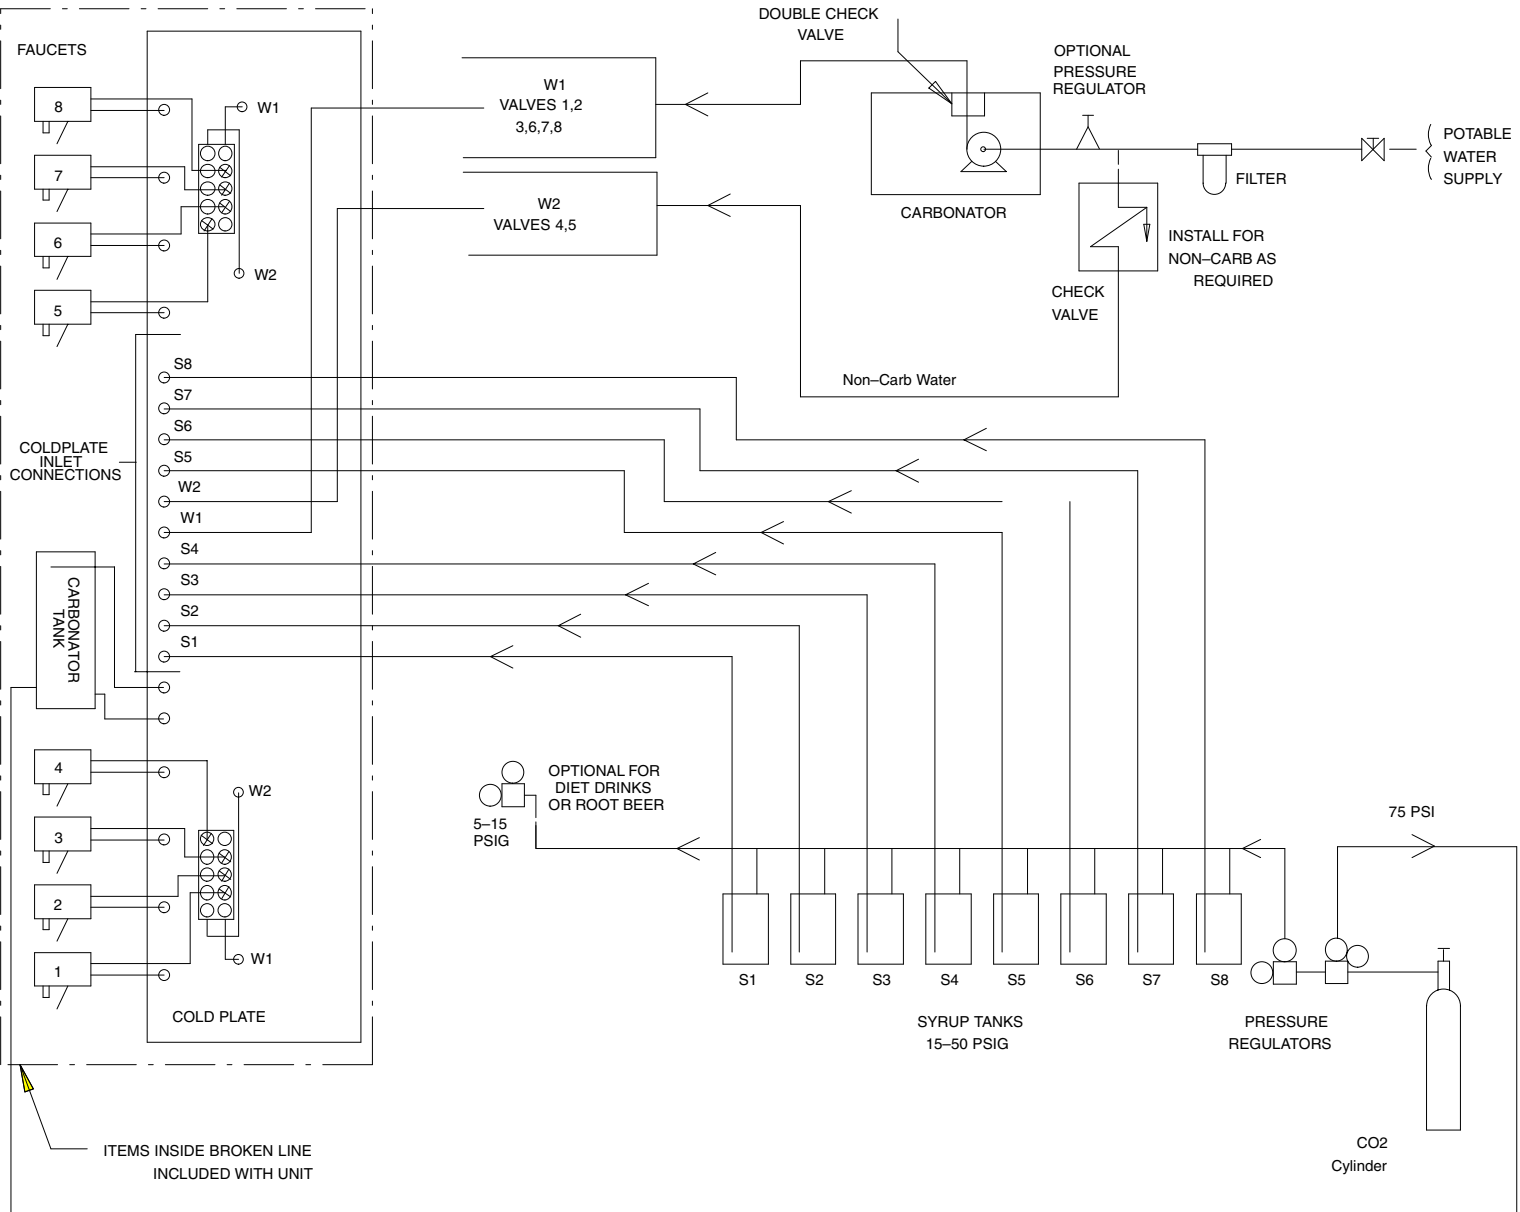 DOUBLE CHECK
VALVE
FAUCETS
OPTIONAL
PRESSURE
REGULATOR
W1
VALVES 1,2
3,6,7,8
8
W1
POTABLE
WATER
SUPPLY
7
FILTER
W2
VALVES 4,5
CARBONATOR
6
INSTALL FOR
NON–CARB AS
REQUIRED
W2
CHECK
VALVE
5
S8
Non–Carb Water
S7
S6
COLDPLATE
INLET
CONNECTIONS
S5
W2
W1
S4
S3
S2
S1
CARBONATOR
TANK
4
W2
OPTIONAL FOR
DIET DRINKS
OR ROOT BEER
5–15
PSIG
75 PSI
3
2
W1
1
S1
S2
S3
S4
S5
S6
S7
S8
COLD PLATE
SYRUP TANKS
15–50 PSIG
PRESSURE
REGULATORS
CO2
Cylinder
ITEMS INSIDE BROKEN LINE
INCLUDED WITH UNIT